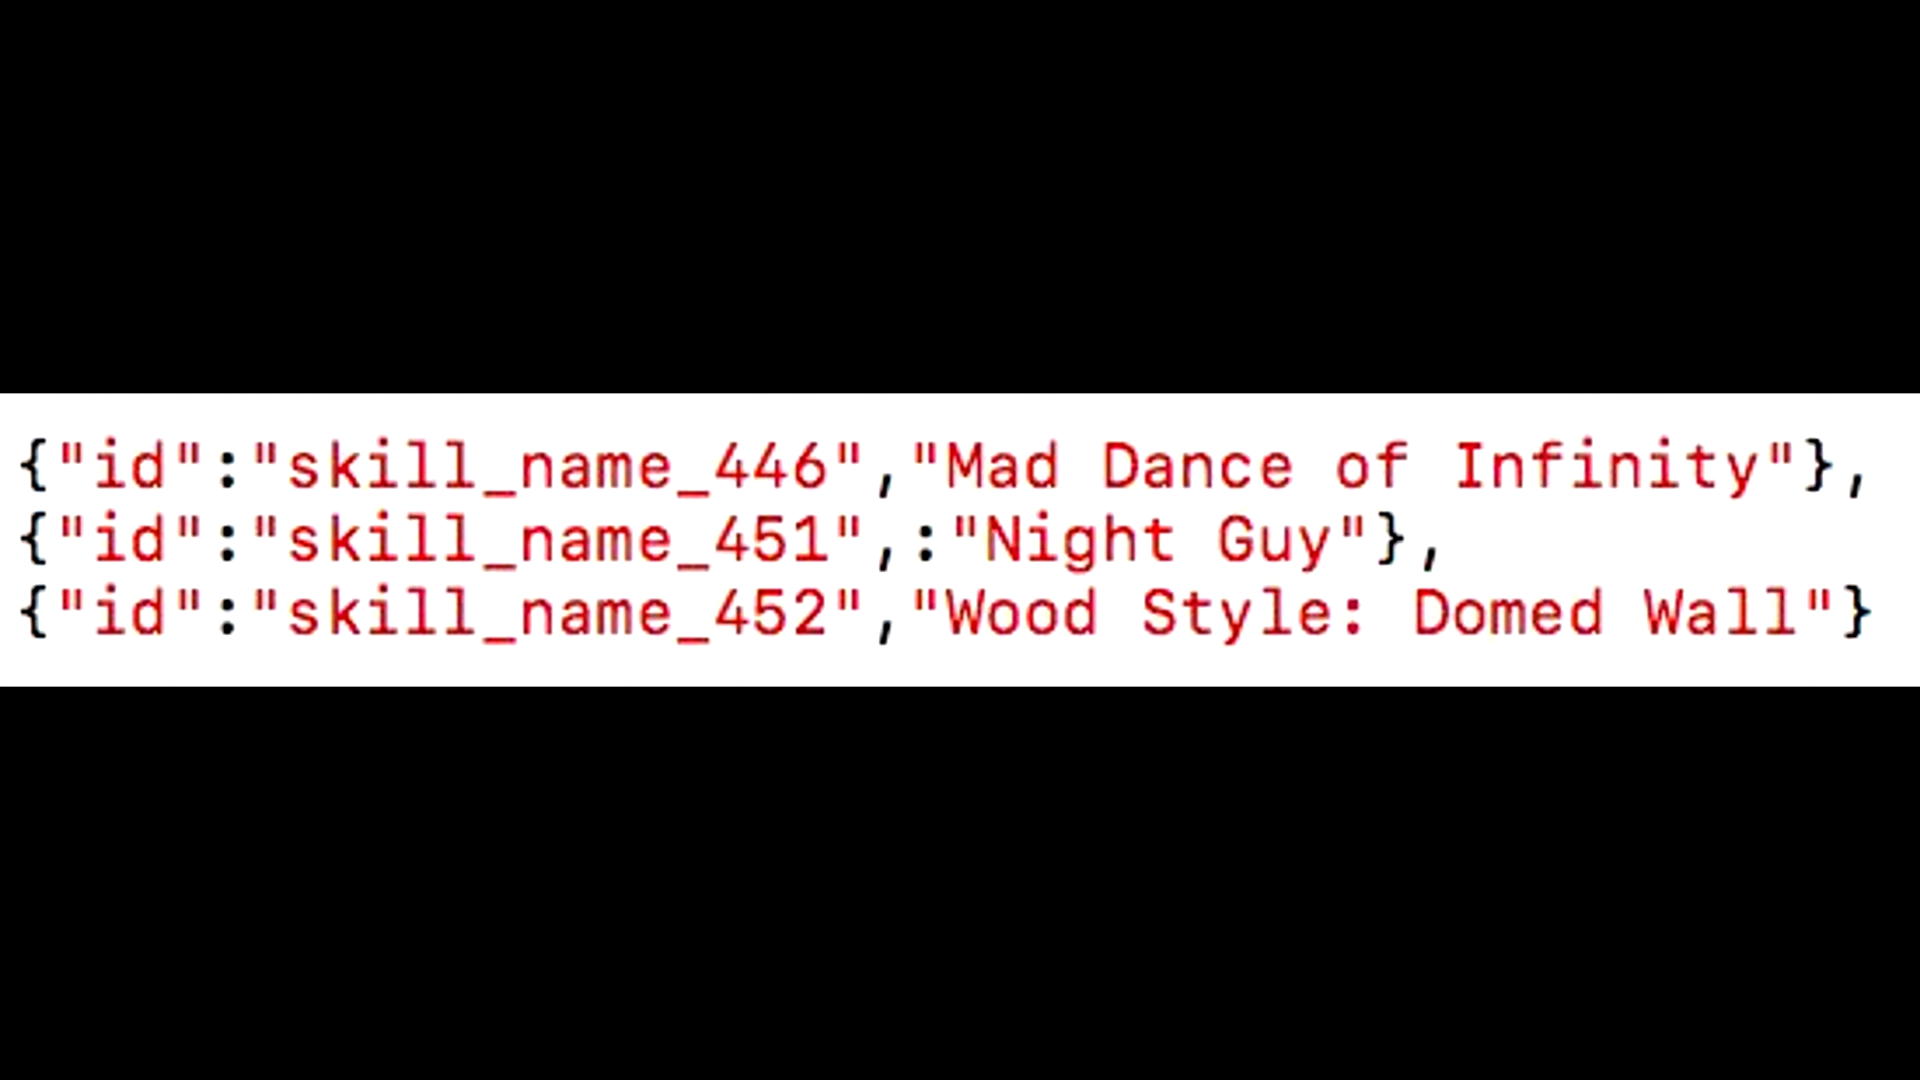 {"id":"skill_name_446","Mad Dance of Infinity"},
{"id":"skill_name_451",:"Night Guy"},
{"id":"skill_name_452","Wood Style: Domed Wall"}